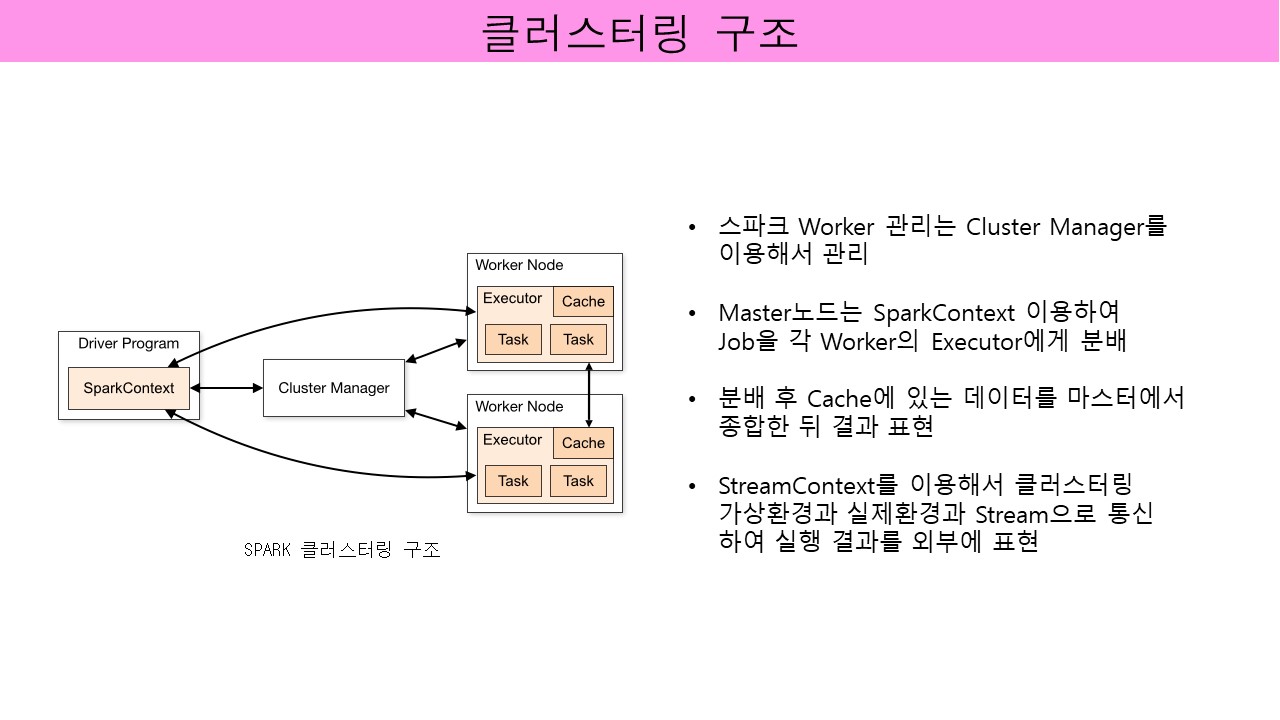 클러스터링 구조
Worker Node
Executor
Cache
Task
Task
Driver Program
SparkContext
Cluster Manager
Worker Node
Executor
Cache
Task
Task
SPARK 클러스터링 구조
• 스파크 Worker 관리는 Cluster Manager를
이용해서 관리
• Master노드는 SparkContext 이용하여
Job을 각 Worker의 Executor에게 분배
• 분배 후 Cache에 있는 데이터를 마스터에서
종합한 뒤 결과 표현
• StreamContext를 이용해서 클러스터링
가상환경과 실제환경과 Stream으로 통신
하여 실행 결과를 외부에 표현